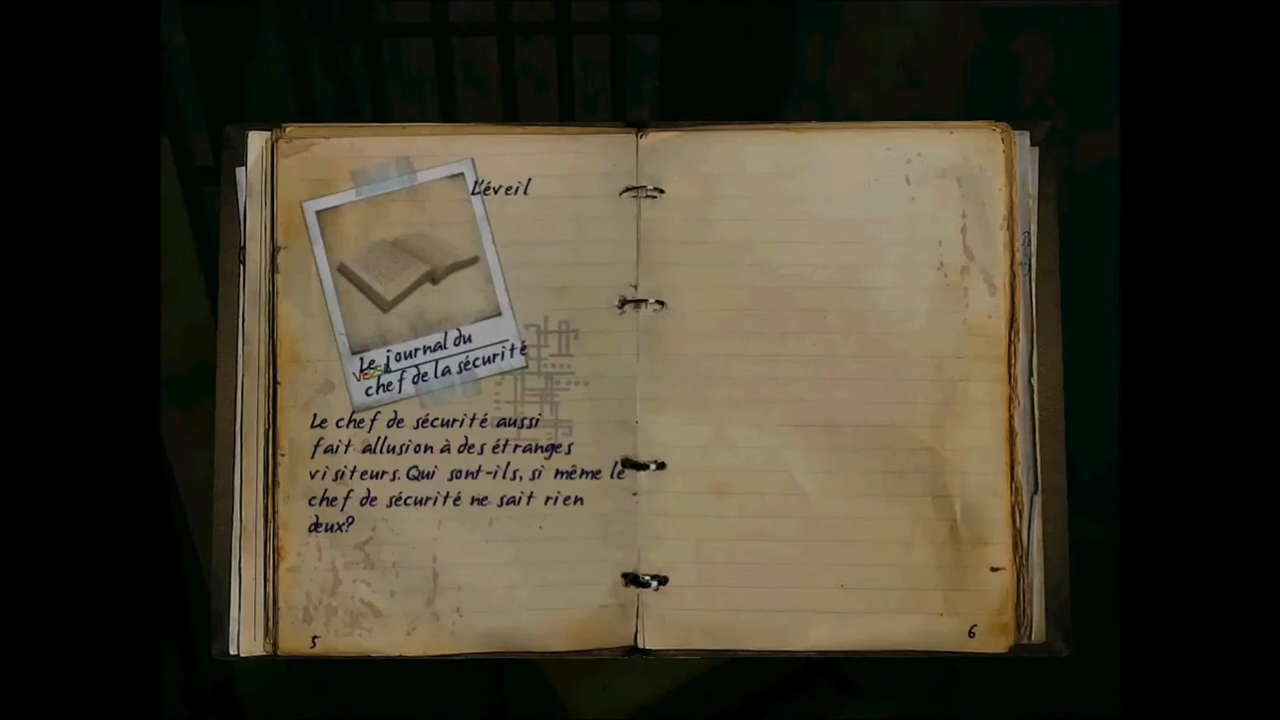 L'éveil
Le journal du
chef de la sécurité
Le chef de sécurité aussi
fait allusion à des étranges
visiteurs. Qui sont-ils, si même le
chef de sécurité ne sait rien
deux?
5
6